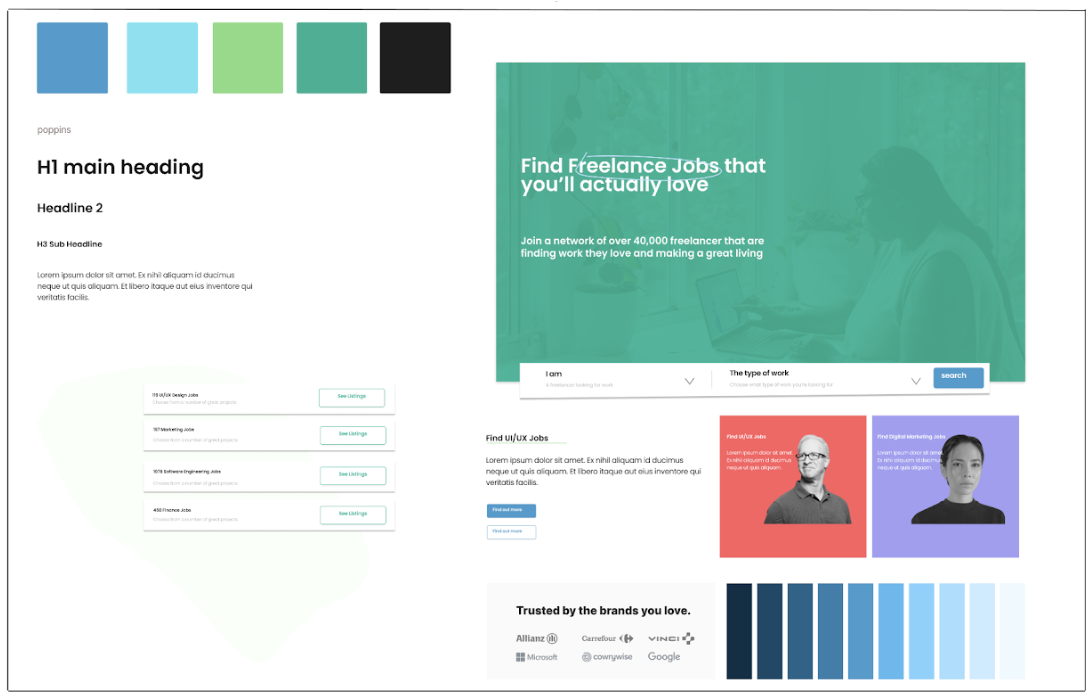 poppins
H1 main heading
Headline 2
H3 Sub Headline
Lorem ipsum dolor sit amet. Ex nihil aliquam id ducimus
neque ut quis aliquam. Et libero itaque aut eius inventore qui
veritatis facilis.
119 UI/UX Design Jobs
Choose from a number of great projects
See Listings
157 Marketing Jobs
Choose from a number of great projects
See Listings
1078 Software Engineering Jobs
Choose from a number of great projects
See Listings
498 Finance Jobs
Choose from a number of great projects
See Listings
Find Freelance Jobs that
you'll actually love
Join a network of over 40,000 freelancer that are
finding work they love and making a great living
I am
A freelancer looking for work
The type of work
Choose what type of work you're looking for
search
Find UI/UX Jobs
Lorem ipsum dolor sit amet.
Ex nihil aliquam id ducimus neque ut quis aliquam. Et libero itaque aut eius inventore qui
veritatis facilis.
Find out more
Find out more
Find UI/UX Jobs
Lorem ipsum dolor sit amet.
Ex nihil aliquam id ducimus
neque ut quis aliquam.
Find Digital Marketing Jobs
Lorem ipsum dolor sit amet.
Ex nihil aliquam id ducimus
neque ut quis aliquam.
Trusted by the brands you love.
Allianz
Carrefour
VINCI
Microsoft
cowrywise
Google